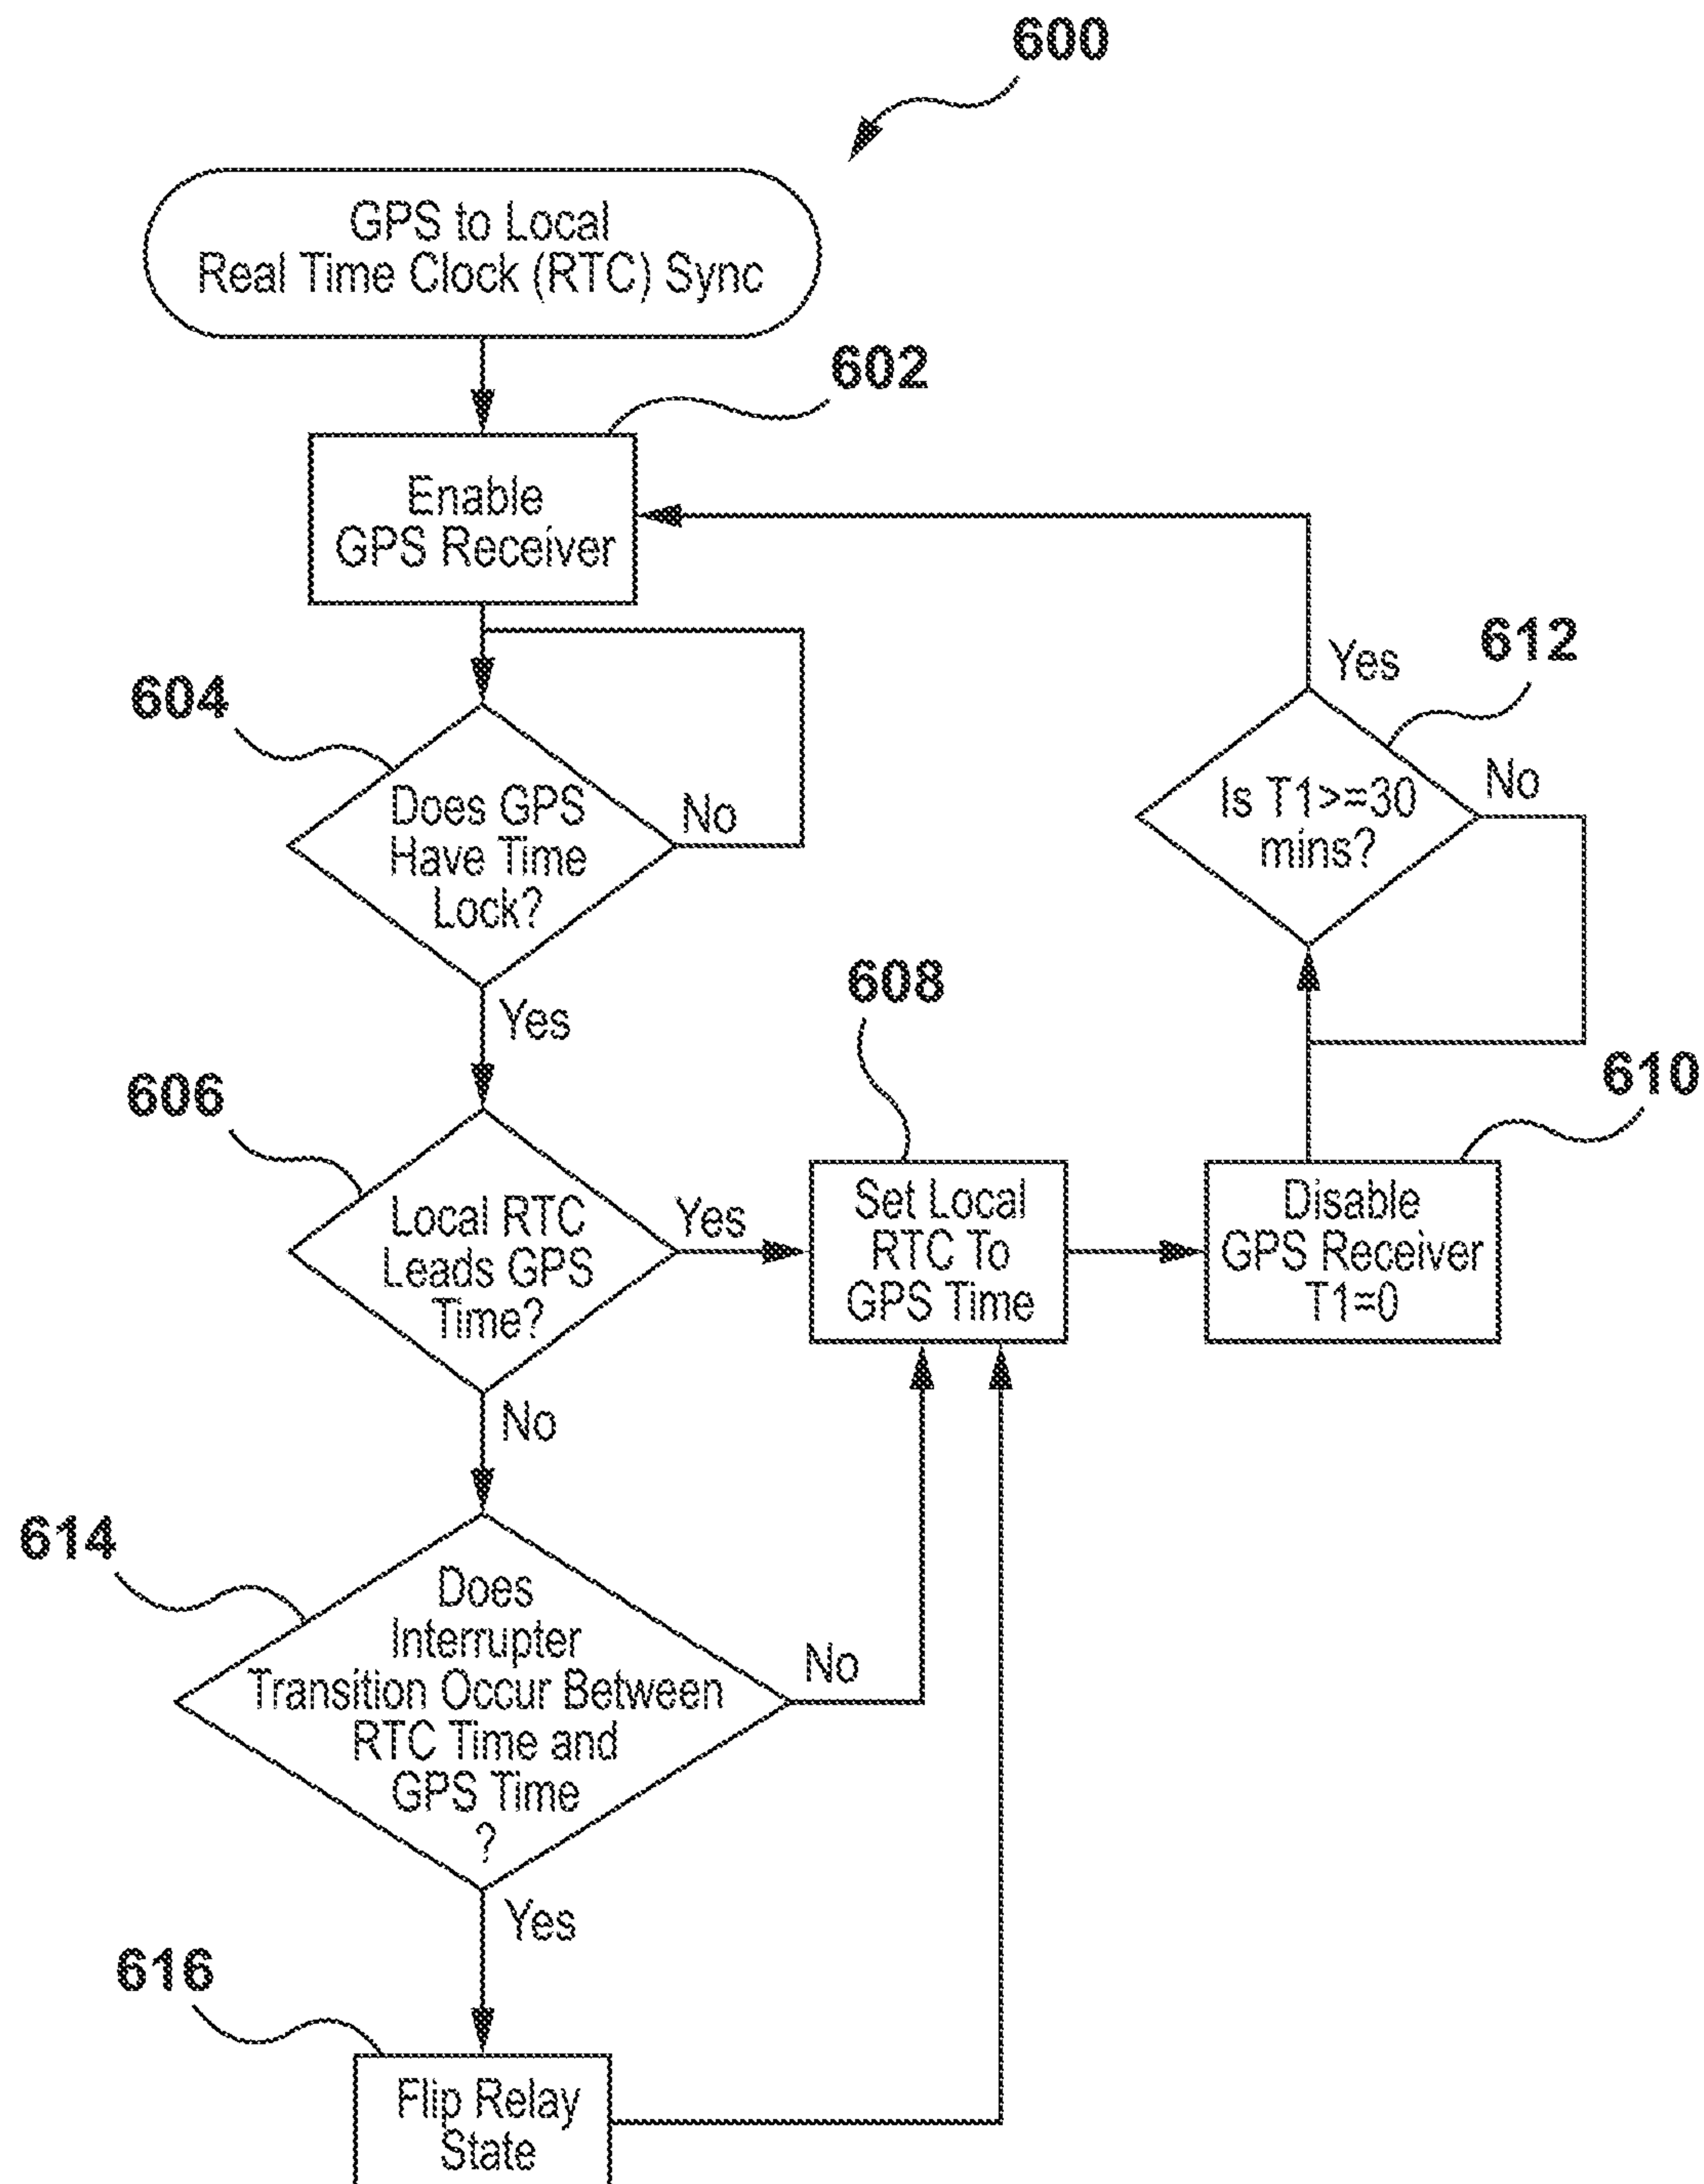 600
GPS to Local
Real Time Clock (RTC) Sync
602
Enable
GPS Receiver
604
Does GPS
Have Time
Lock?
No
Yes
612
Is T1>=30
mins?
Yes
No
606
Local RTC
Leads GPS
Time?
Yes
No
608
Set Local
RTC To
GPS Time
610
Disable
GPS Receiver
T1=0
614
Does
Interrupter
Transition Occur Between
RTC Time and
GPS Time
?
No
Yes
616
Flip Relay
State